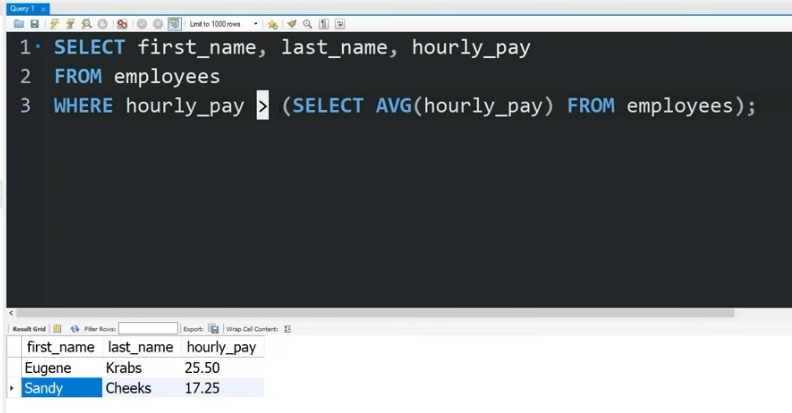 Query 1
Limit to 1000 rows
1 SELECT first_name, last_name, hourly_pay
2 FROM employees
3 WHERE hourly_pay > (SELECT AVG(hourly_pay) FROM employees);
Result Grid Filter Rows: Export: Wrap Cell Content:
first_name last_name hourly_pay
Eugene Krabs 25.50
Sandy Cheeks 17.25